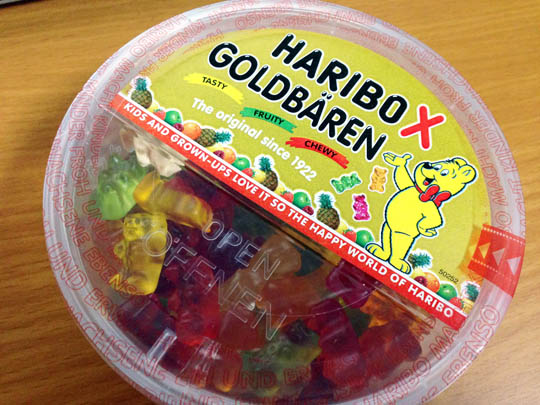 HARIBO X
GOLDBÄREN
TASTY
FRUITY
CHEWY
The original since 1922
KIDS AND GROWN-UPS LOVE IT SO THE HAPPY WORLD OF HARIBO
50252
OPEN
ÖFFNEN